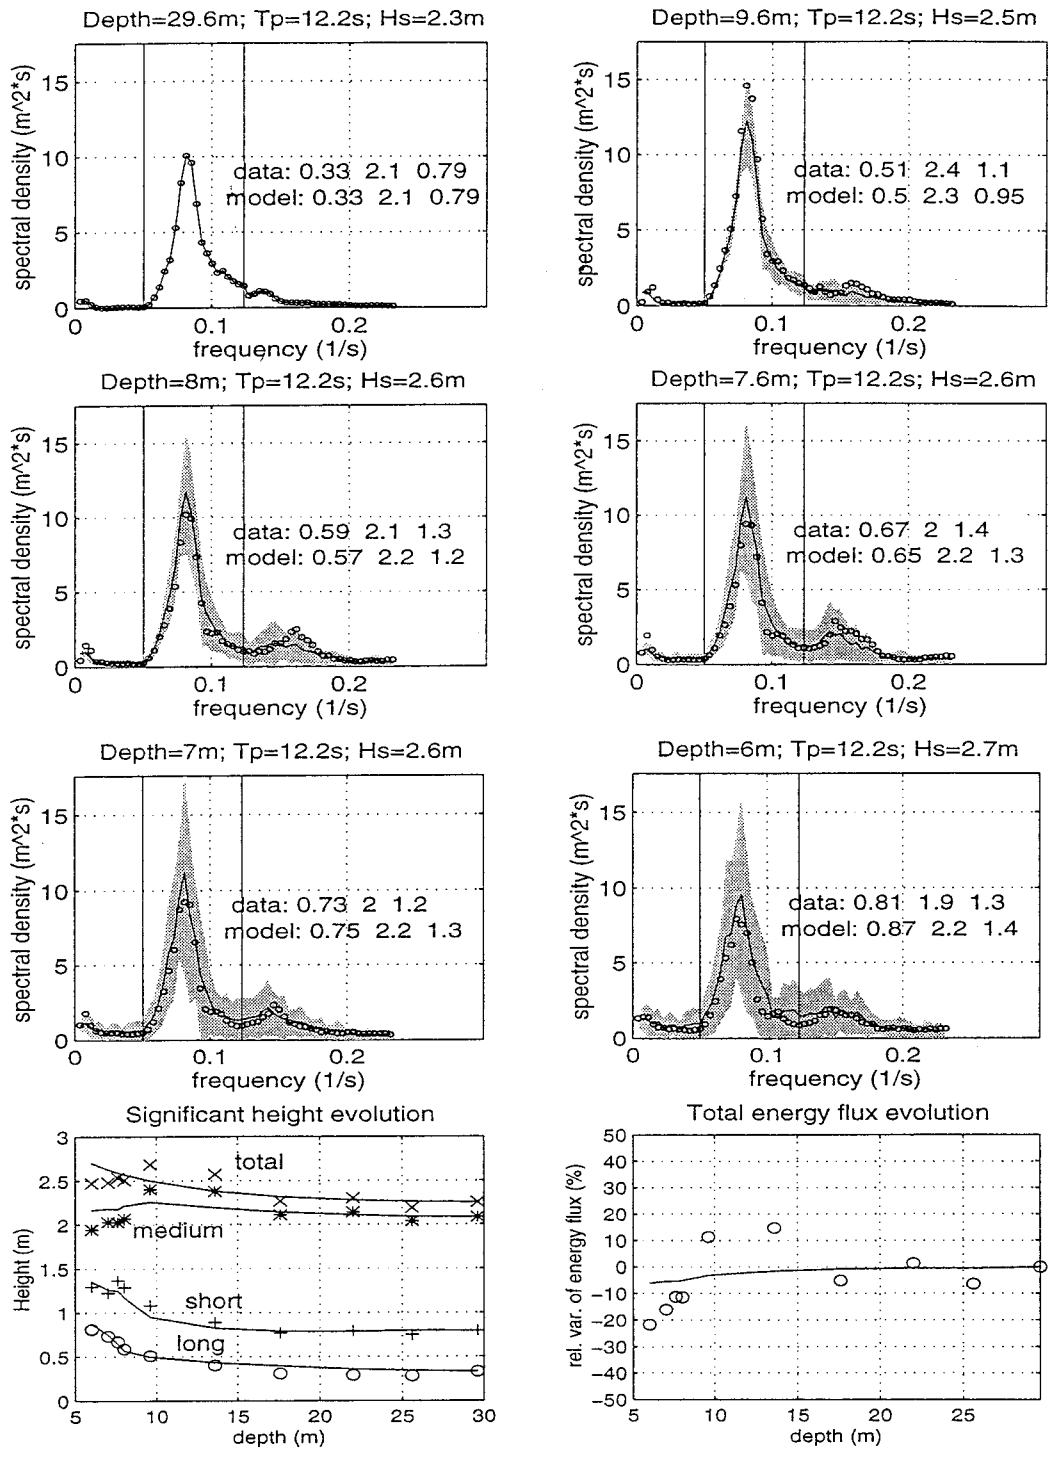 Depth=29.6m; Tp=12.2s; Hs=2.3m
spectral density (m^2*s)
15
10
5
0
data: 0.33 2.1 0.79
model: 0.33 2.1 0.79
0 0.1 0.2
frequency (1/s)
Depth=9.6m; Tp=12.2s; Hs=2.5m
spectral density (m^2*s)
15
10
5
0
data: 0.51 2.4 1.1
model: 0.5 2.3 0.95
0 0.1 0.2
frequency (1/s)
Depth=8m; Tp=12.2s; Hs=2.6m
spectral density (m^2*s)
15
10
5
0
data: 0.59 2.1 1.3
model: 0.57 2.2 1.2
0 0.1 0.2
frequency (1/s)
Depth=7.6m; Tp=12.2s; Hs=2.6m
spectral density (m^2*s)
15
10
5
0
data: 0.67 2 1.4
model: 0.65 2.2 1.3
0 0.1 0.2
frequency (1/s)
Depth=7m; Tp=12.2s; Hs=2.6m
spectral density (m^2*s)
15
10
5
0
data: 0.73 2 1.2
model: 0.75 2.2 1.3
0 0.1 0.2
frequency (1/s)
Depth=6m; Tp=12.2s; Hs=2.7m
spectral density (m^2*s)
15
10
5
0
data: 0.81 1.9 1.3
model: 0.87 2.2 1.4
0 0.1 0.2
frequency (1/s)
Significant height evolution
Height (m)
3
2.5
2
1.5
1
0.5
0
total
medium
short
long
5 10 15 20 25 30
depth (m)
Total energy flux evolution
rel. var. of energy flux (%)
50
40
30
20
10
0
−10
−20
−30
−40
−50
5 10 15 20 25
depth (m)